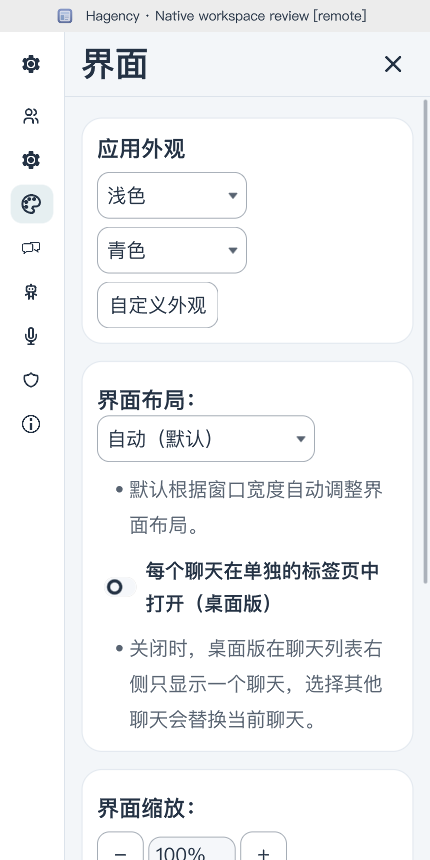 Hagency · Native workspace review [remote]
界面
应用外观
浅色
青色
自定义外观
界面布局：
自动（默认）
• 默认根据窗口宽度自动调整界
面布局。
每个聊天在单独的标签页中
打开（桌面版）
• 关闭时，桌面版在聊天列表右
侧只显示一个聊天，选择其他
聊天会替换当前聊天。
界面缩放：
− 100% +